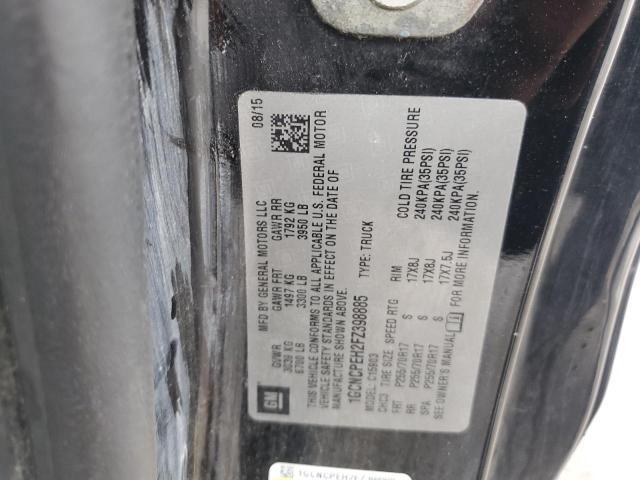 GM
MFD BY GENERAL MOTORS LLC
08/15
GVWR GAWR FRT GAWR RR
3039 KG 1497 KG 1792 KG
6700 LB 3300 LB 3950 LB
THIS VEHICLE CONFORMS TO ALL APPLICABLE U.S. FEDERAL MOTOR
VEHICLE SAFETY STANDARDS IN EFFECT ON THE DATE OF
MANUFACTURE SHOWN ABOVE.
1GCNCPEH2FZ398885 TYPE: TRUCK
MODEL: C15903
CHCS TIRE SIZE SPEED RTG RIM COLD TIRE PRESSURE
FRT P255/70R17 S 17X8J 240KPA(35PSI)
RR P255/70R17 S 17X8J 240KPA(35PSI)
SPA P255/70R17 S 17X7.5J 240KPA(35PSI)
SEE OWNER'S MANUAL FOR MORE INFORMATION.